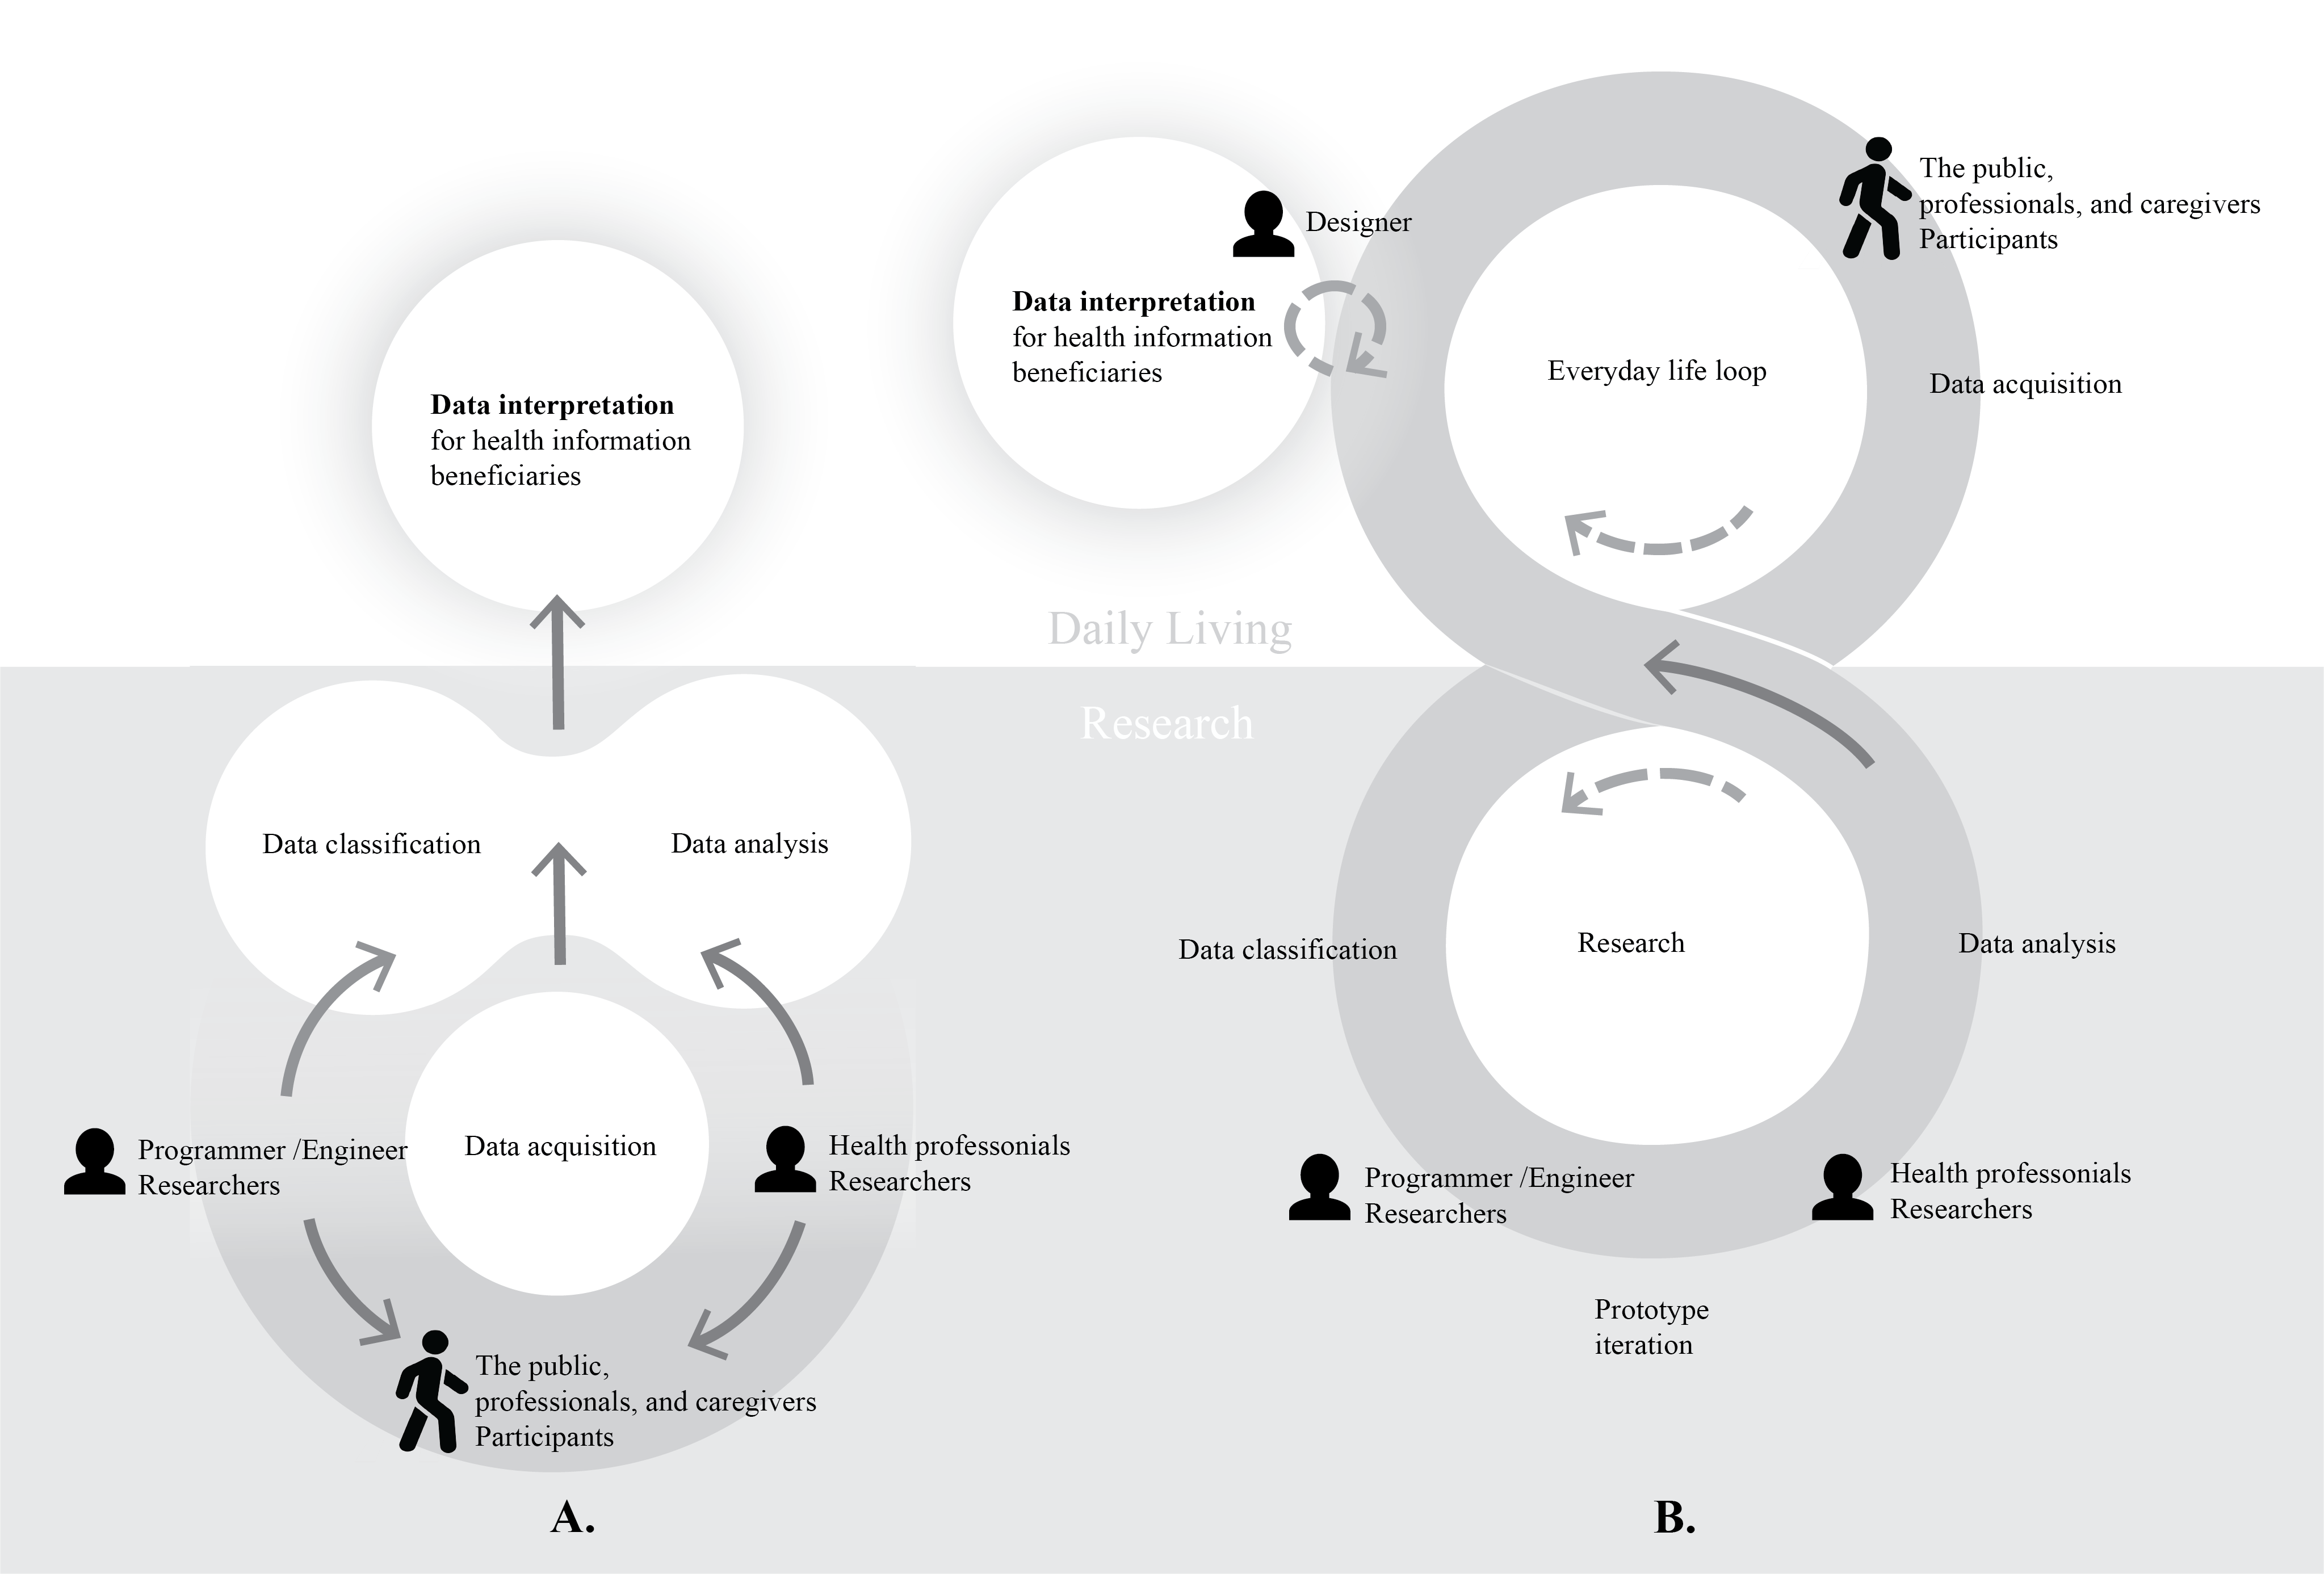 Data interpretation
for health information
beneficiaries
Data classification
Data analysis
Data acquisition
Programmer /Engineer
Researchers
Health professonials
Researchers
The public,
professionals, and caregivers
Participants
A.
Daily Living
Research
Designer
Data interpretation
for health information
beneficiaries
The public,
professionals, and caregivers
Participants
Everyday life loop
Data acquisition
Data classification
Research
Data analysis
Programmer /Engineer
Researchers
Health professonials
Researchers
Prototype
iteration
B.